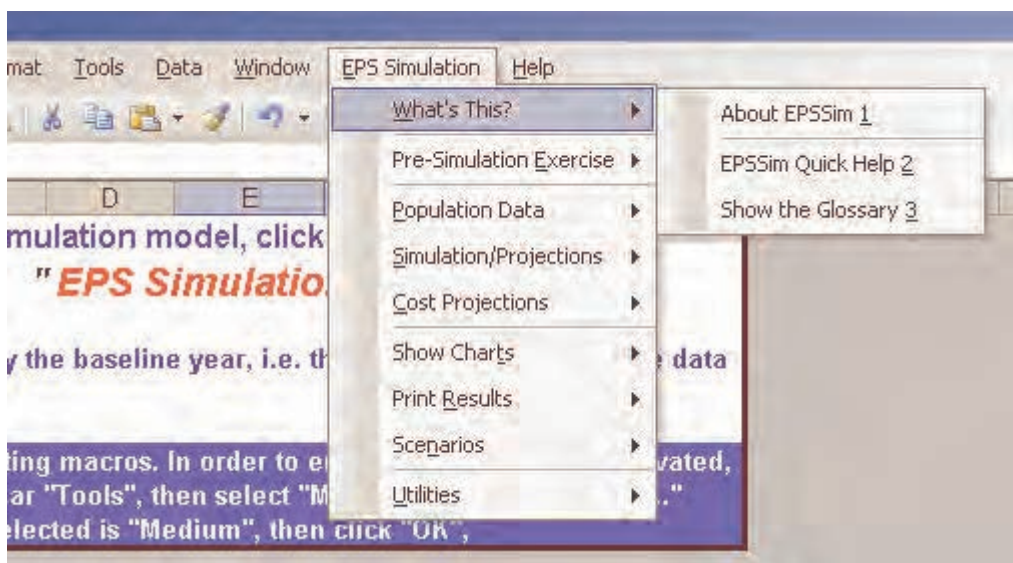 mat Tools Data Window EPS Simulation Help
What's This?
Pre-Simulation Exercise
Population Data
Simulation/Projections
Cost Projections
Show Charts
Print Results
Scenarios
Utilities
About EPSSim 1
EPSSim Quick Help 2
Show the Glossary 3
D E
mulation model, click
"EPS Simulatio
y the baseline year, i.e. th e data
ting macros. In order to e vated,
ar "Tools", then select "M ..."
elected is "Medium", then click "OK",